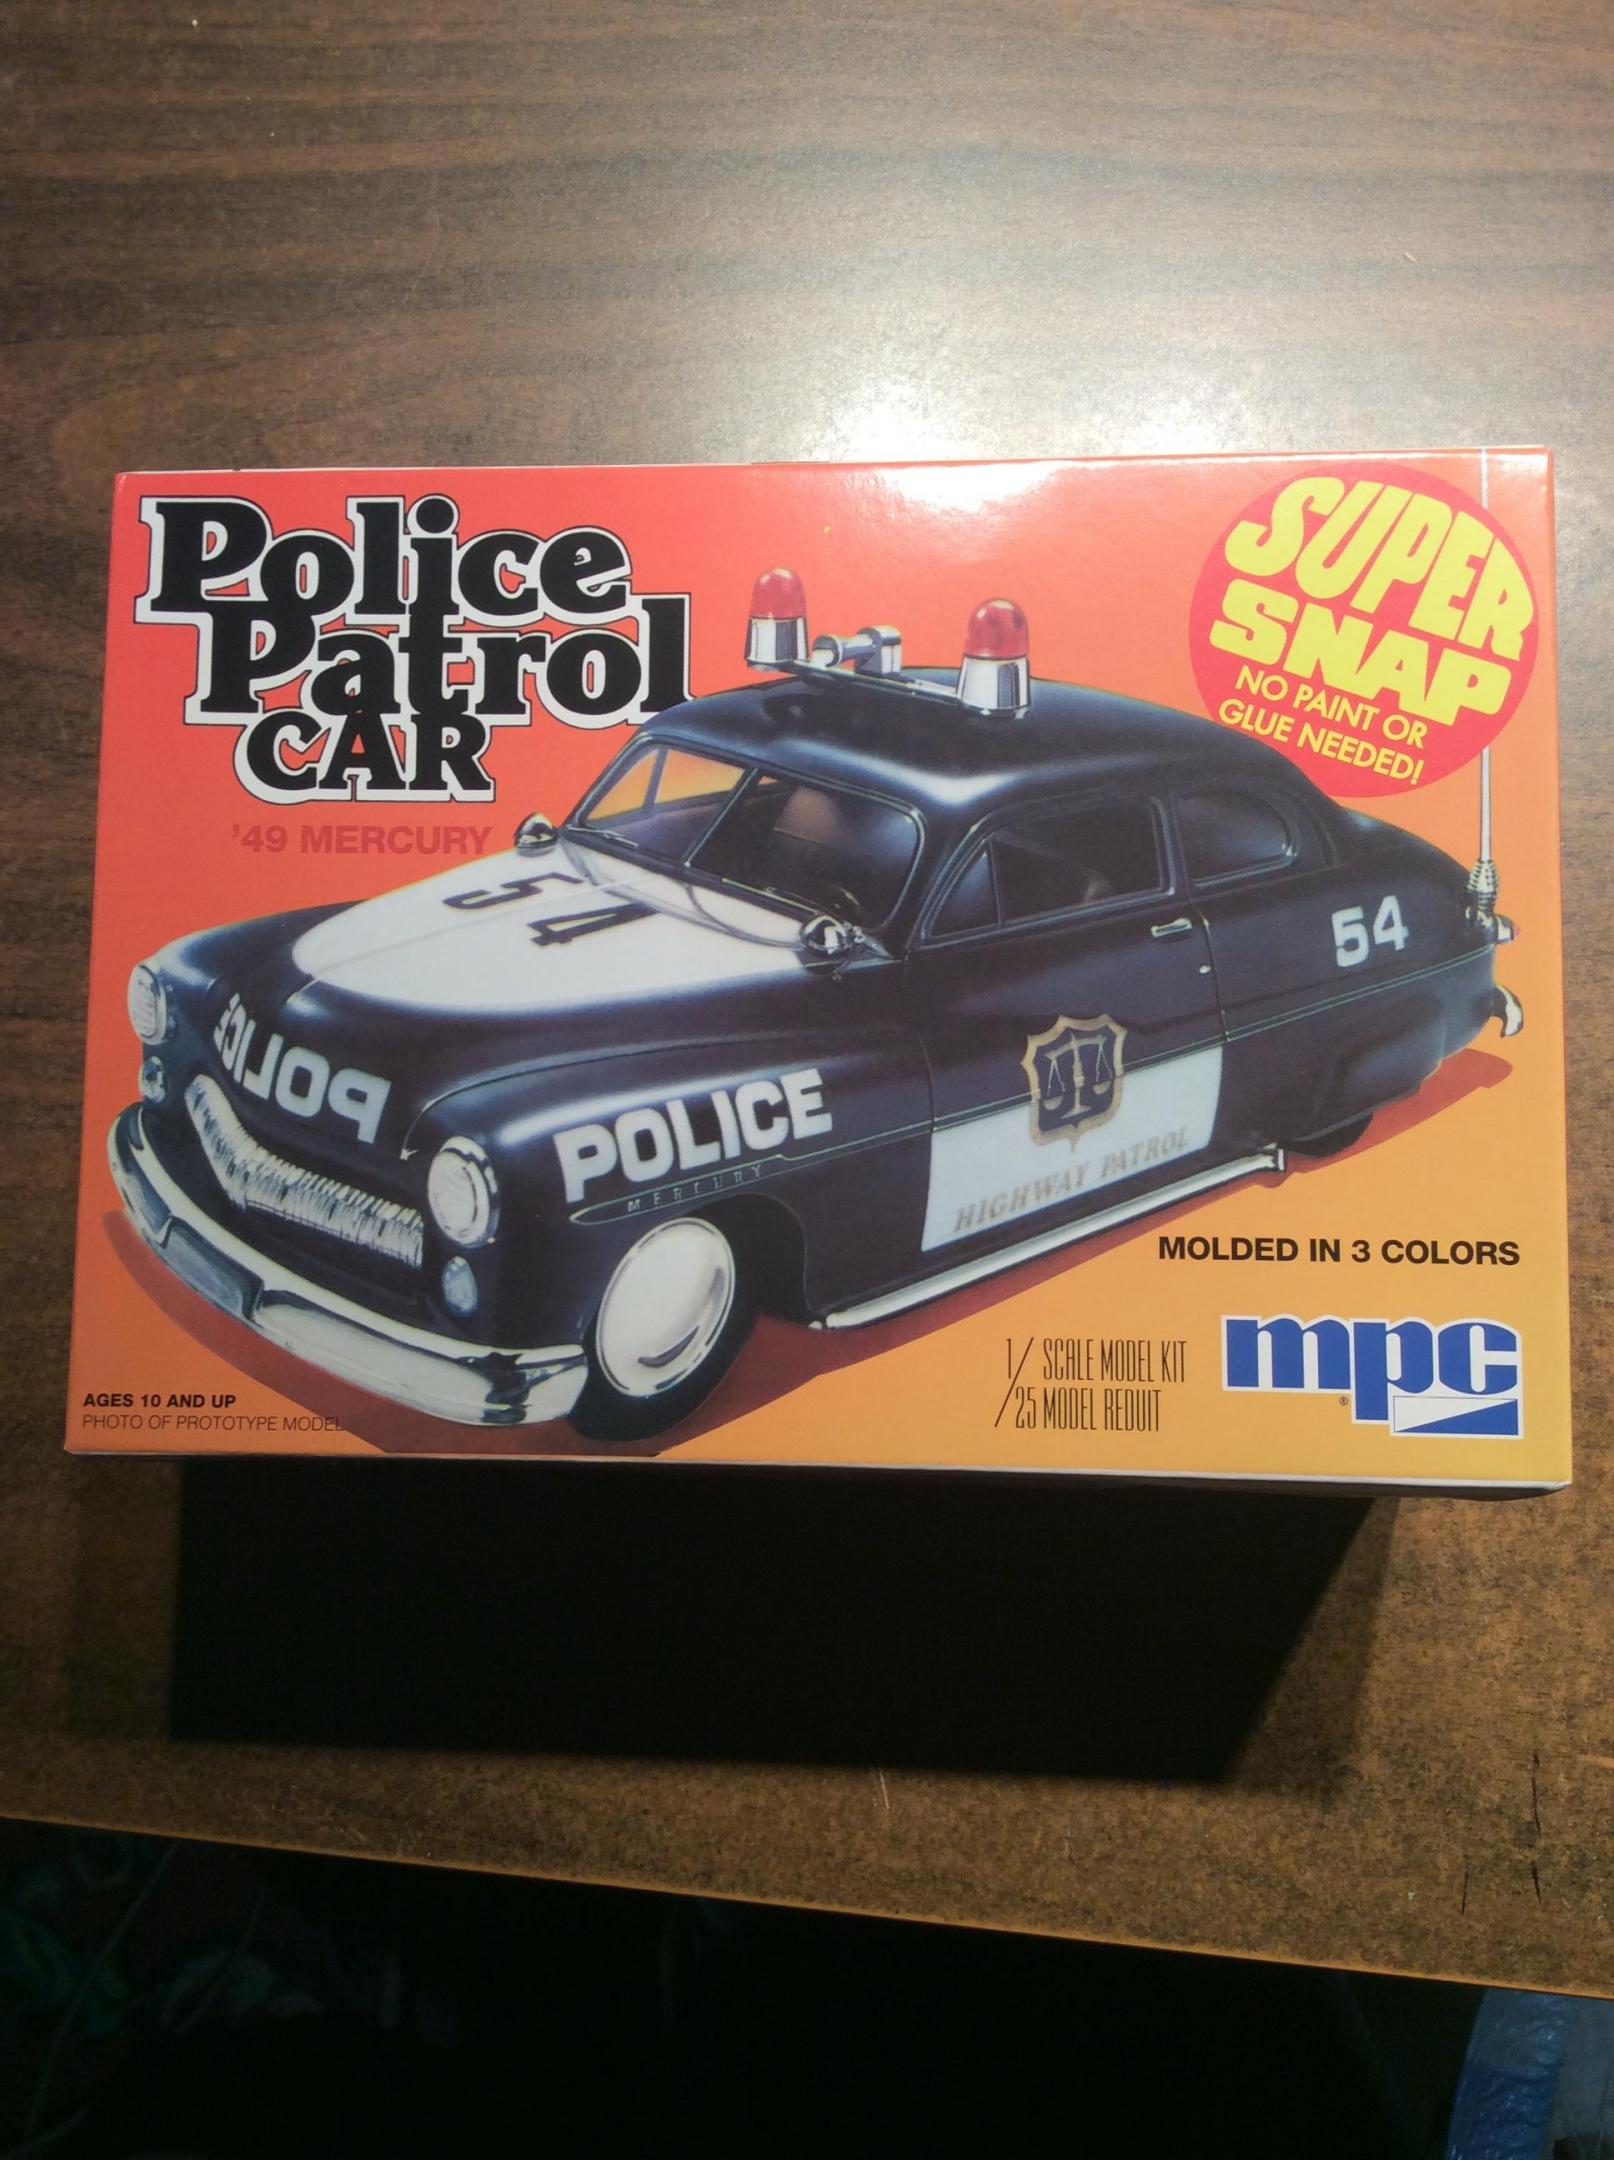 Police
Patrol
CAR
'49 MERCURY
SUPER
SNAP
NO PAINT OR
GLUE NEEDED!
54
54
POLICE
POLICE
MERCURY
HIGHWAY PATROL
MOLDED IN 3 COLORS
1/25 SCALE MODEL KIT
MODEL REDUIT
mpc
®
AGES 10 AND UP
PHOTO OF PROTOTYPE MODEL